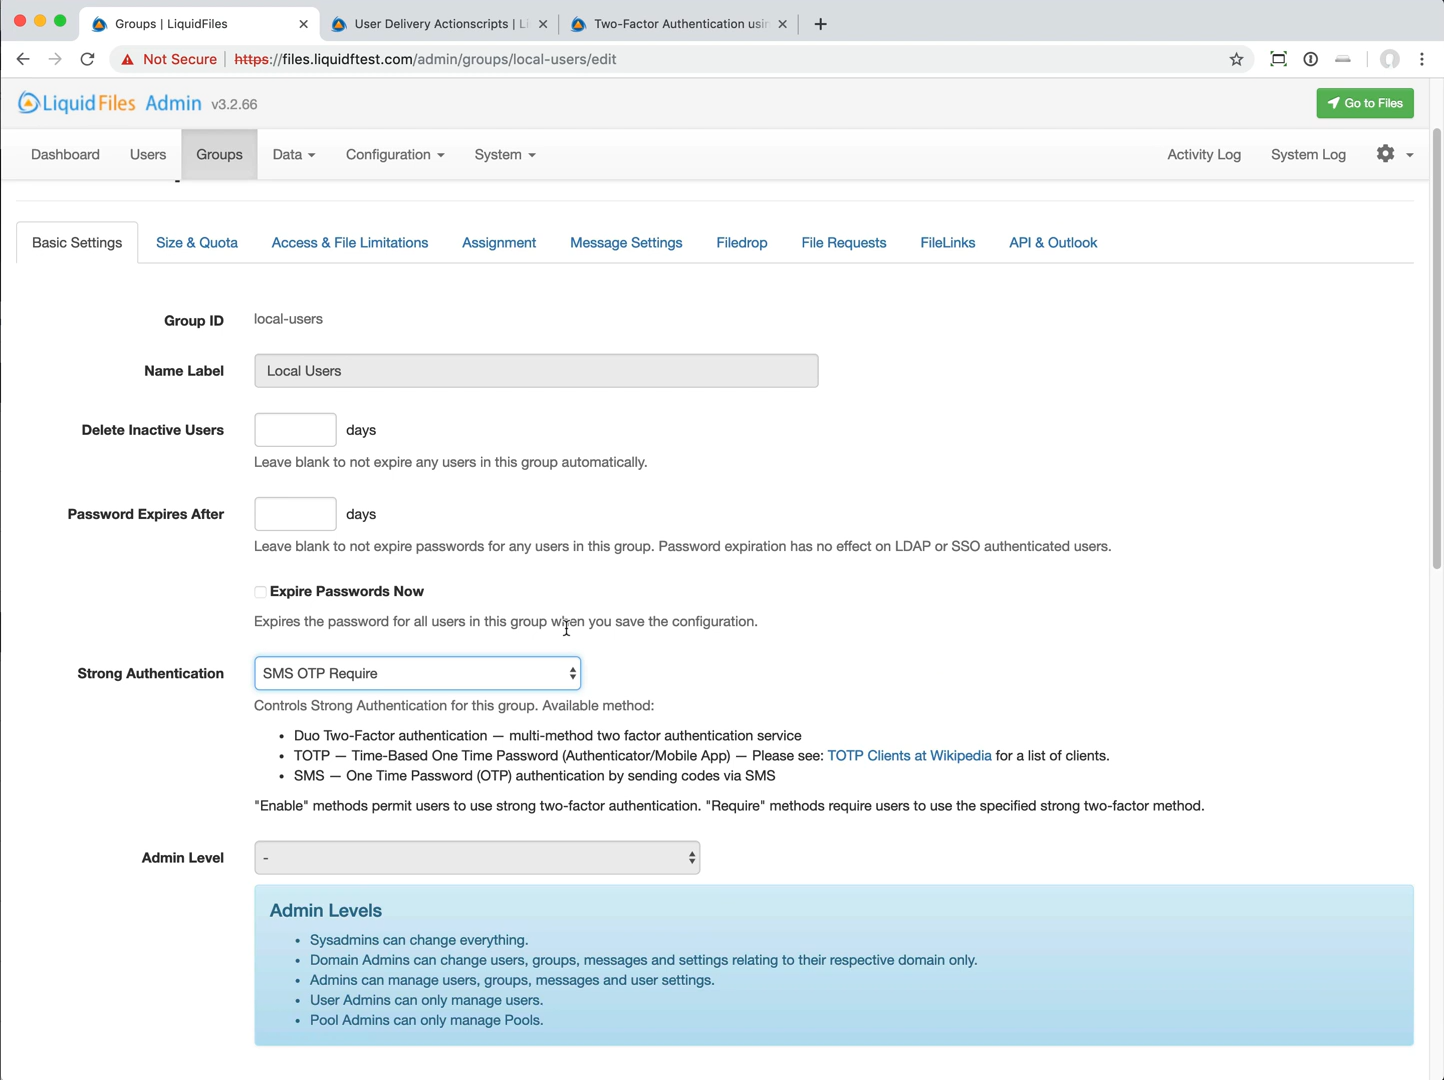 Groups | LiquidFiles
User Delivery Actionscripts | Li
Two-Factor Authentication usin
Not Secure | https://files.liquidftest.com/admin/groups/local-users/edit
LiquidFiles Admin v3.2.66
Go to Files
Dashboard Users Groups Data Configuration System Activity Log System Log
Basic Settings Size & Quota Access & File Limitations Assignment Message Settings Filedrop File Requests FileLinks API & Outlook
Group ID local-users
Name Label Local Users
Delete Inactive Users days
Leave blank to not expire any users in this group automatically.
Password Expires After days
Leave blank to not expire passwords for any users in this group. Password expiration has no effect on LDAP or SSO authenticated users.
Expire Passwords Now
Expires the password for all users in this group when you save the configuration.
Strong Authentication SMS OTP Require
Controls Strong Authentication for this group. Available method:
• Duo Two-Factor authentication — multi-method two factor authentication service
• TOTP — Time-Based One Time Password (Authenticator/Mobile App) — Please see: TOTP Clients at Wikipedia for a list of clients.
• SMS — One Time Password (OTP) authentication by sending codes via SMS
"Enable" methods permit users to use strong two-factor authentication. "Require" methods require users to use the specified strong two-factor method.
Admin Level -
Admin Levels
• Sysadmins can change everything.
• Domain Admins can change users, groups, messages and settings relating to their respective domain only.
• Admins can manage users, groups, messages and user settings.
• User Admins can only manage users.
• Pool Admins can only manage Pools.